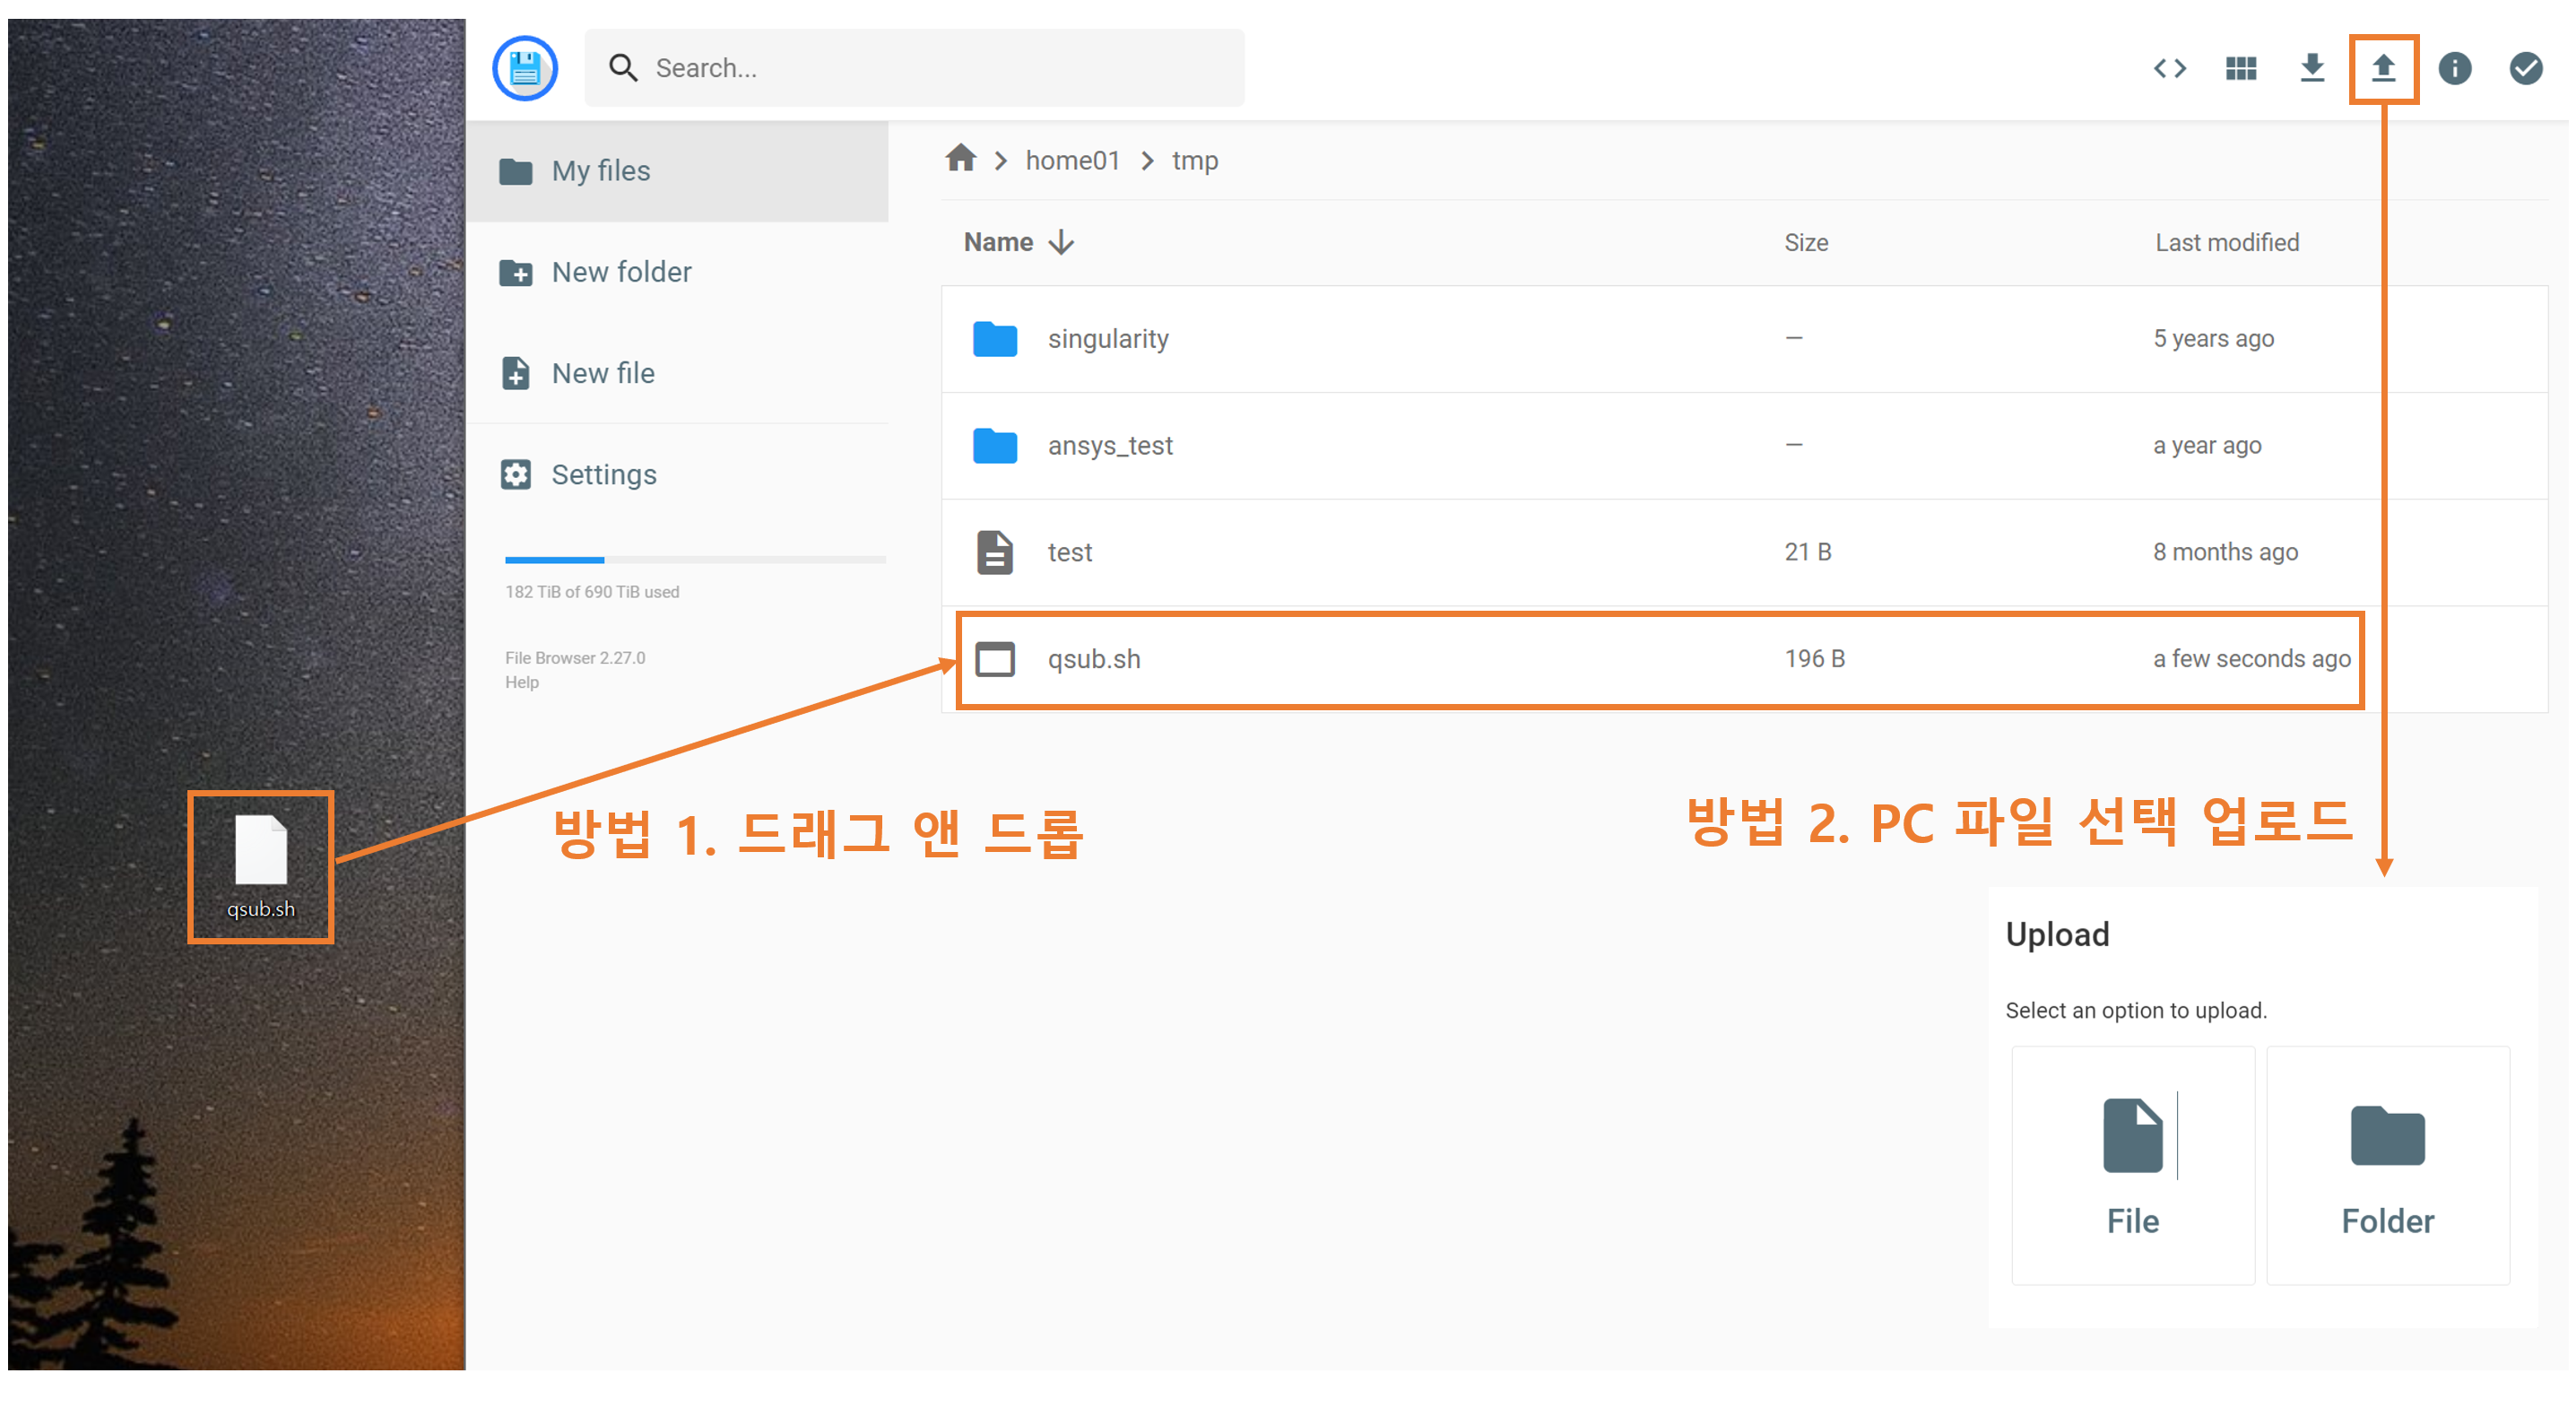 Search...
My files
New folder
New file
Settings
182 TiB of 690 TiB used
File Browser 2.27.0
Help
home01 tmp
Name Size Last modified
singularity — 5 years ago
ansys_test — a year ago
test 21 B 8 months ago
qsub.sh 196 B a few seconds ago
qsub.sh
방법 1. 드래그 앤 드롭
방법 2. PC 파일 선택 업로드
Upload
Select an option to upload.
File Folder